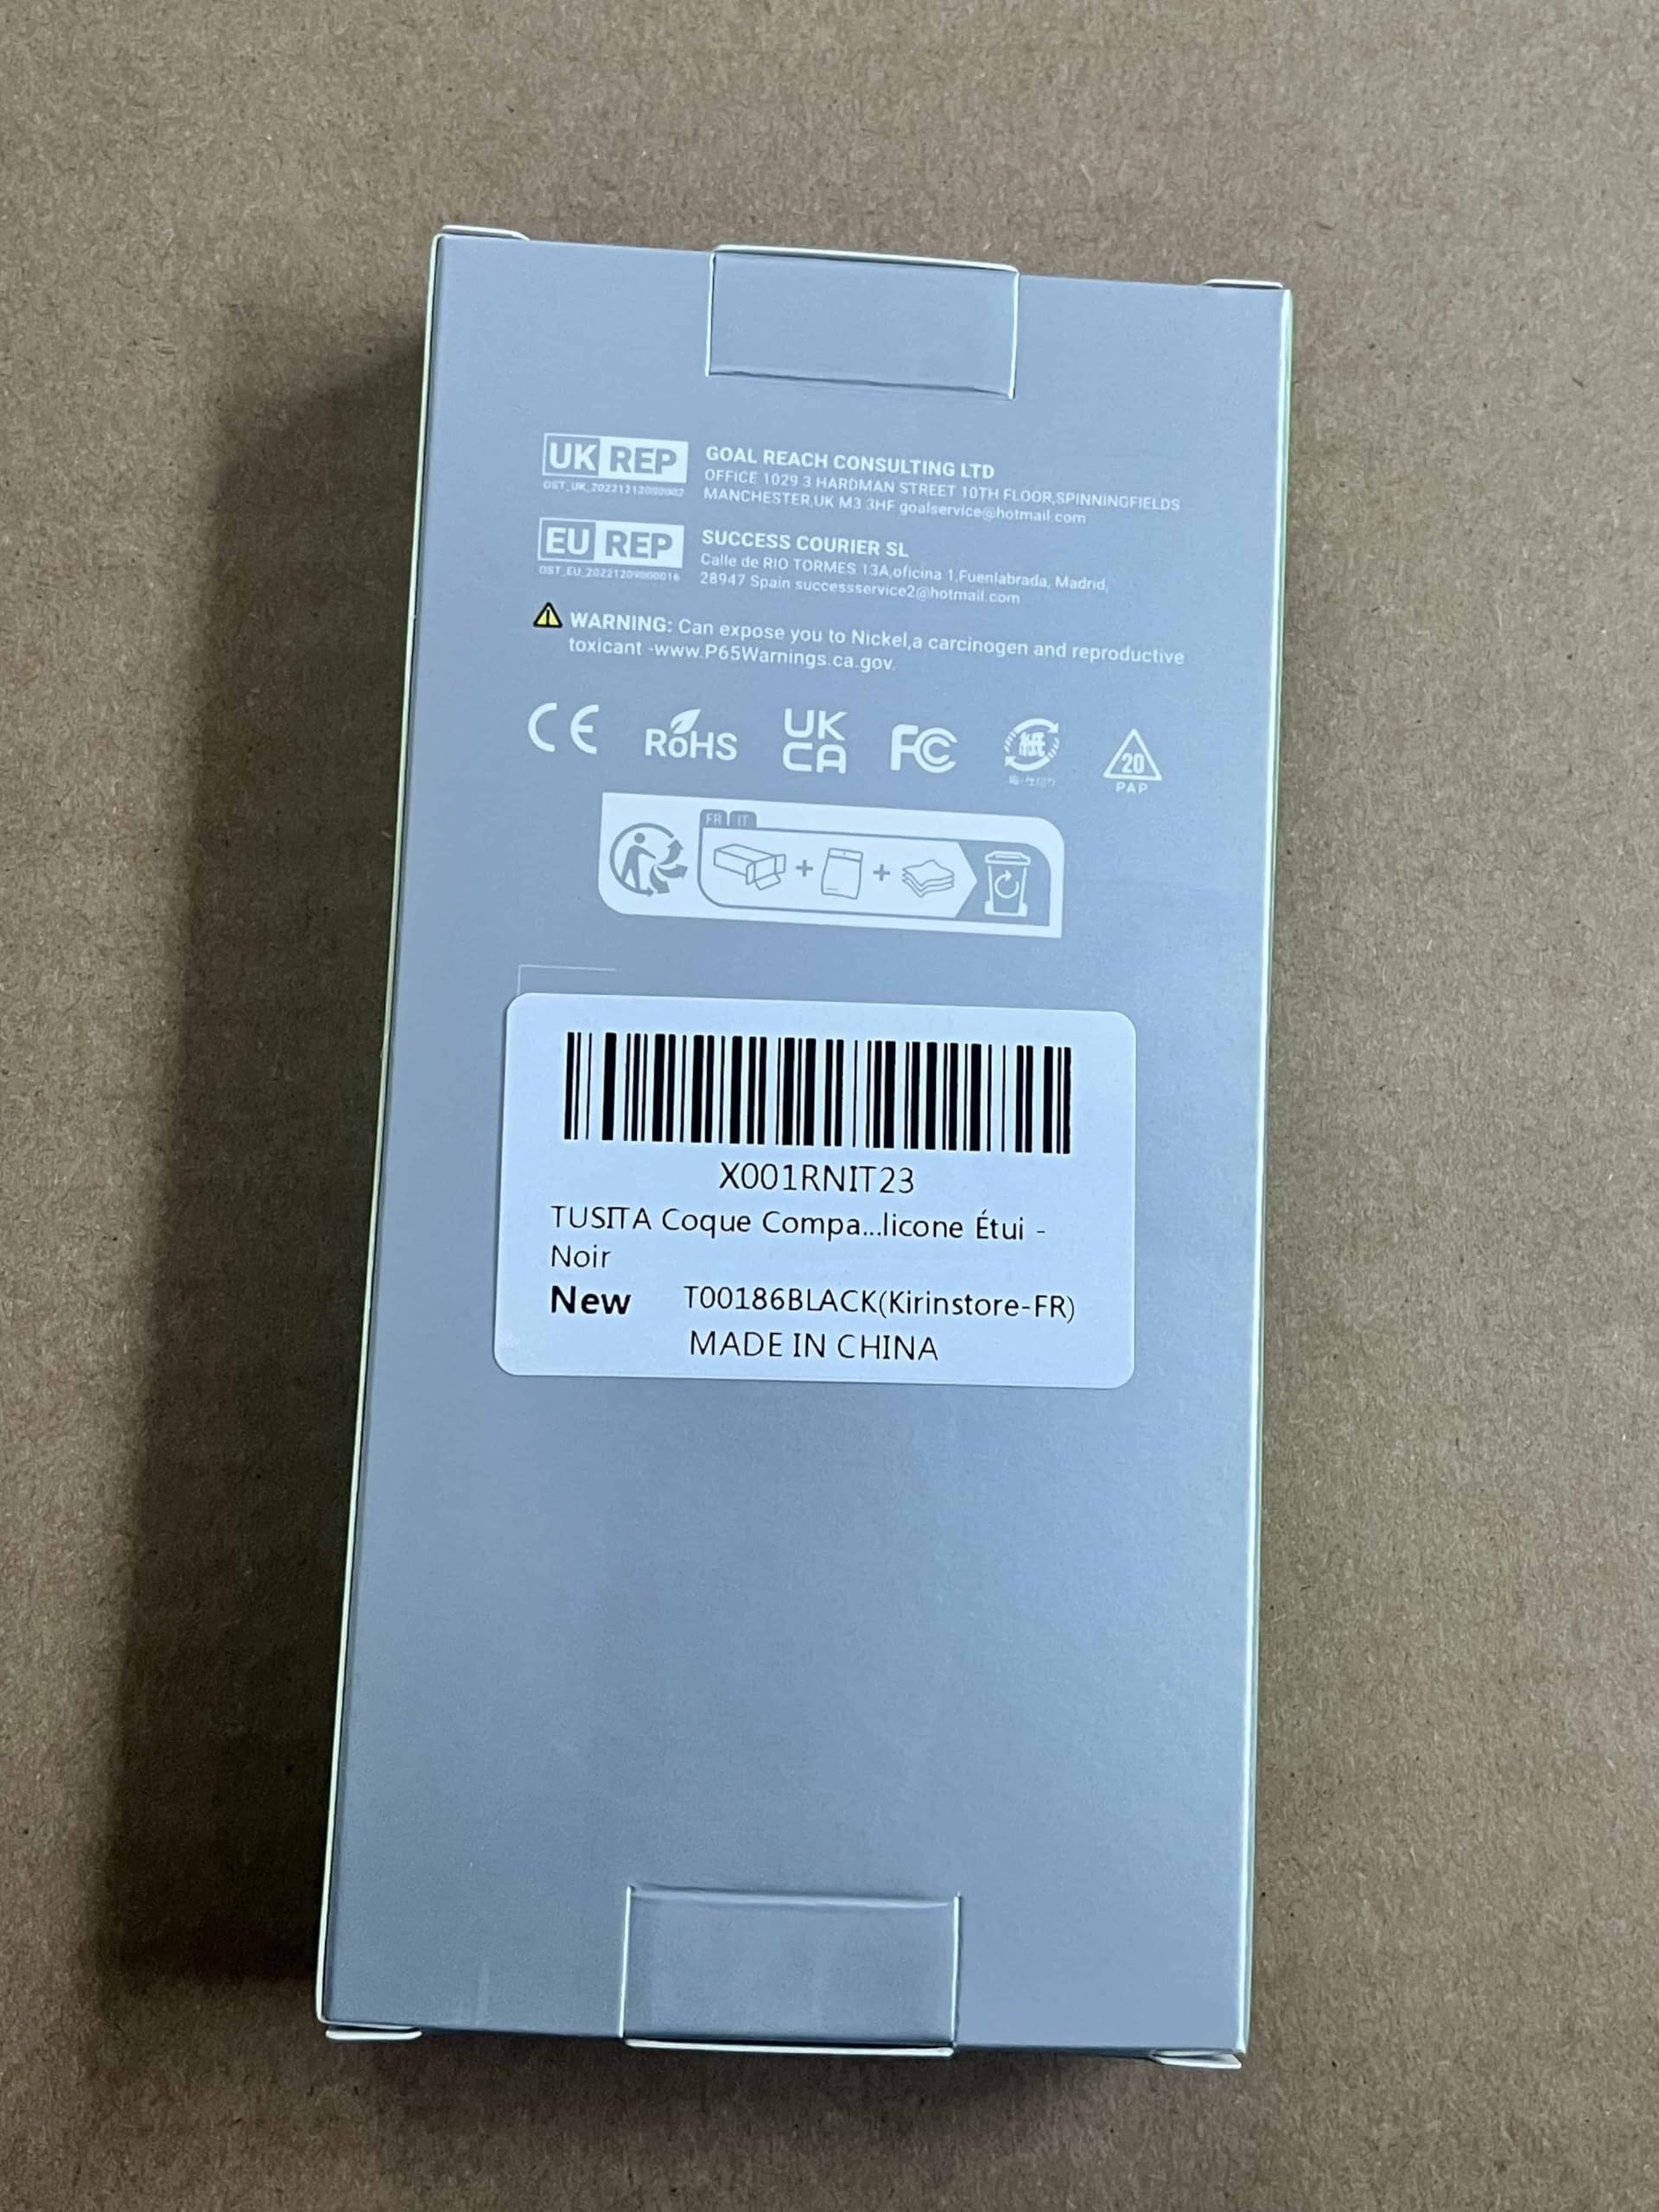 UK REP
GOAL REACH CONSULTING LTD
OST_UK_20221212000002
OFFICE 1029 3 HARDMAN STREET 10TH FLOOR,SPINNINGFIELDS
MANCHESTER,UK M3 3HF goalservice@hotmail.com
EU REP
SUCCESS COURIER SL
OST_EU_20221209000016
Calle de RIO TORMES 13A,oficina 1,Fuenlabrada, Madrid,
28947 Spain successservice2@hotmail.com
WARNING: Can expose you to Nickel,a carcinogen and reproductive
toxicant -www.P65Warnings.ca.gov.
CE
RoHS
UK
CA
FC
紙
20
PAP
FR IT
X001RNIT23
TUSITA Coque Compa...licone Étui -
Noir
New T00186BLACK(Kirinstore-FR)
MADE IN CHINA